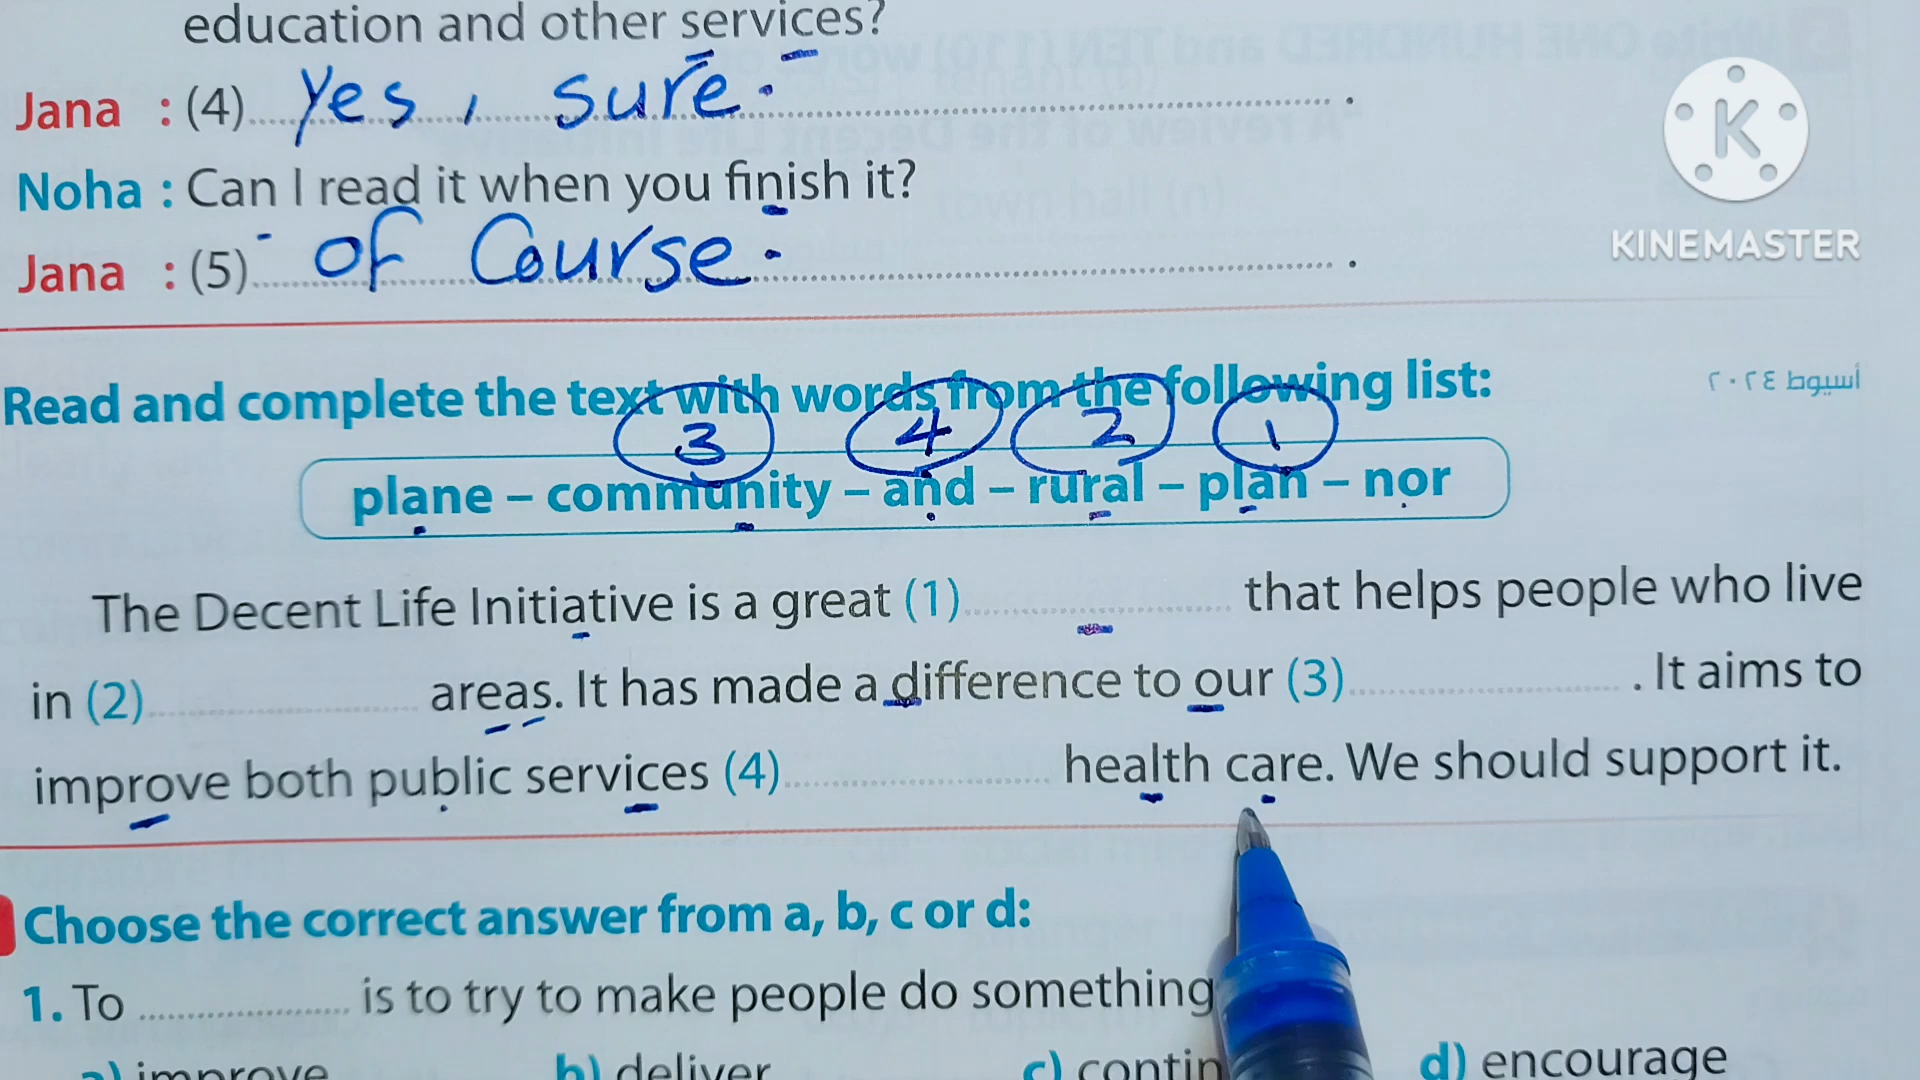 education and other services?
Jana : (4) Yes, sure.
Noha : Can I read it when you finish it?
Jana : (5) of Course.
KINEMASTER
Read and complete the text with words from the following list:
أسيوط ٢٠٢٤
3 4 2 1
plane – community – and – rural – plan – nor
The Decent Life Initiative is a great (1) that helps people who live
in (2) areas. It has made a difference to our (3) . It aims to
improve both public services (4) health care. We should support it.
Choose the correct answer from a, b, c or d:
1. To is to try to make people do something
a) improve b) deliver c) contin d) encourage